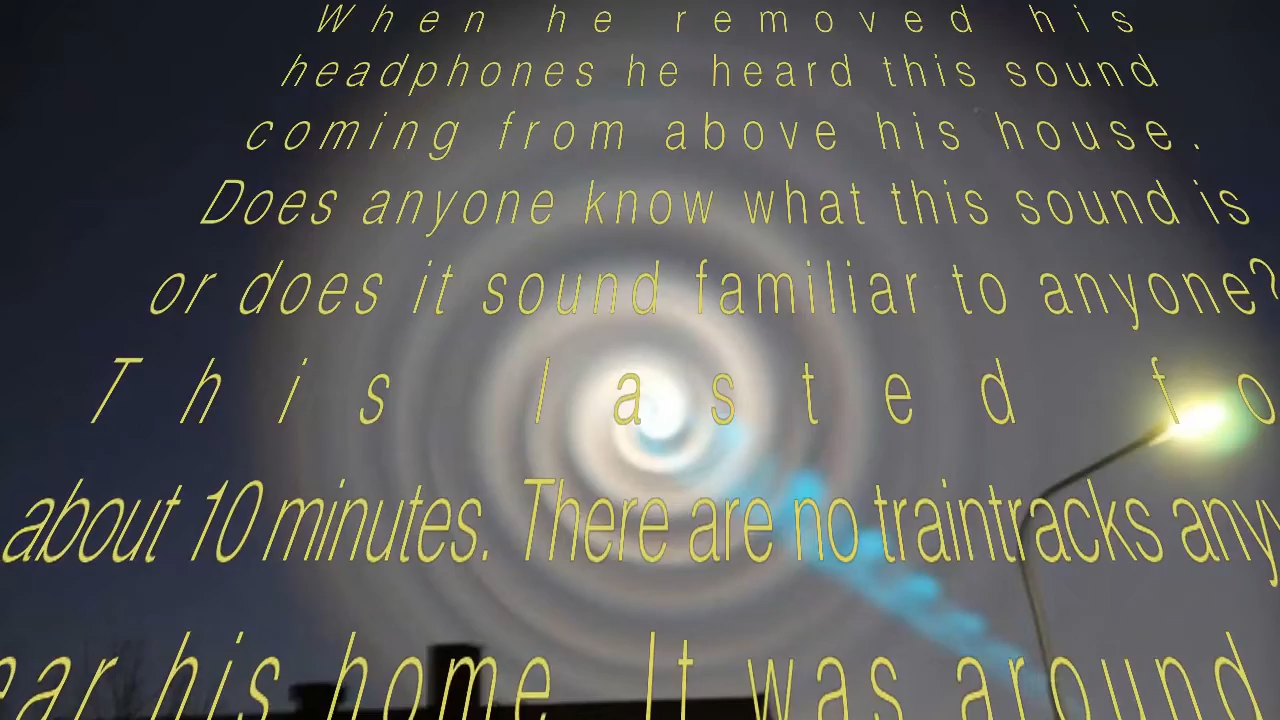 When he removed his
headphones he heard this sound
coming from above his house.
Does anyone know what this sound is
or does it sound familiar to anyone?
This lasted
about 10 minutes. There are no traintracks
his home. It was around